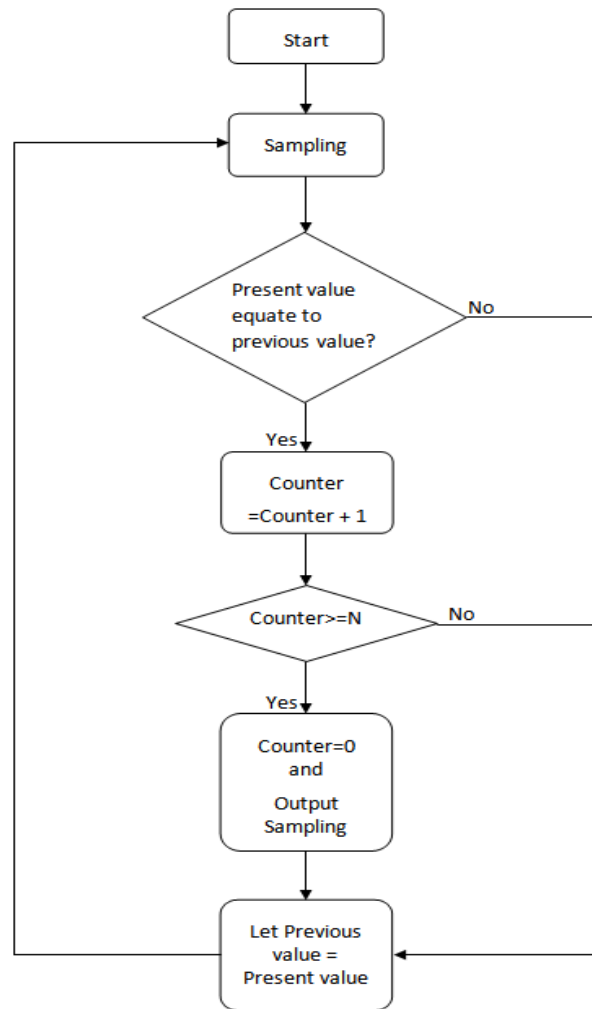 Start
Sampling
Present value
equate to
previous value?
No
Yes
Counter
=Counter + 1
Counter>=N
No
Yes
Counter=0
and
Output
Sampling
Let Previous
value =
Present value